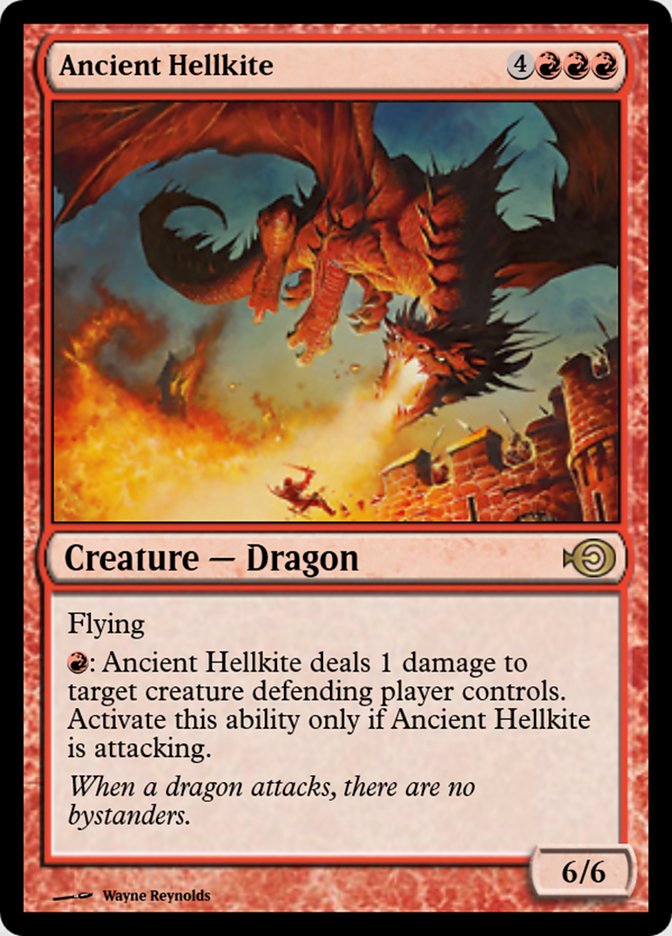 Ancient Hellkite 4
Creature — Dragon
Flying
: Ancient Hellkite deals 1 damage to
target creature defending player controls.
Activate this ability only if Ancient Hellkite
is attacking.
When a dragon attacks, there are no
bystanders.
6/6
Wayne Reynolds